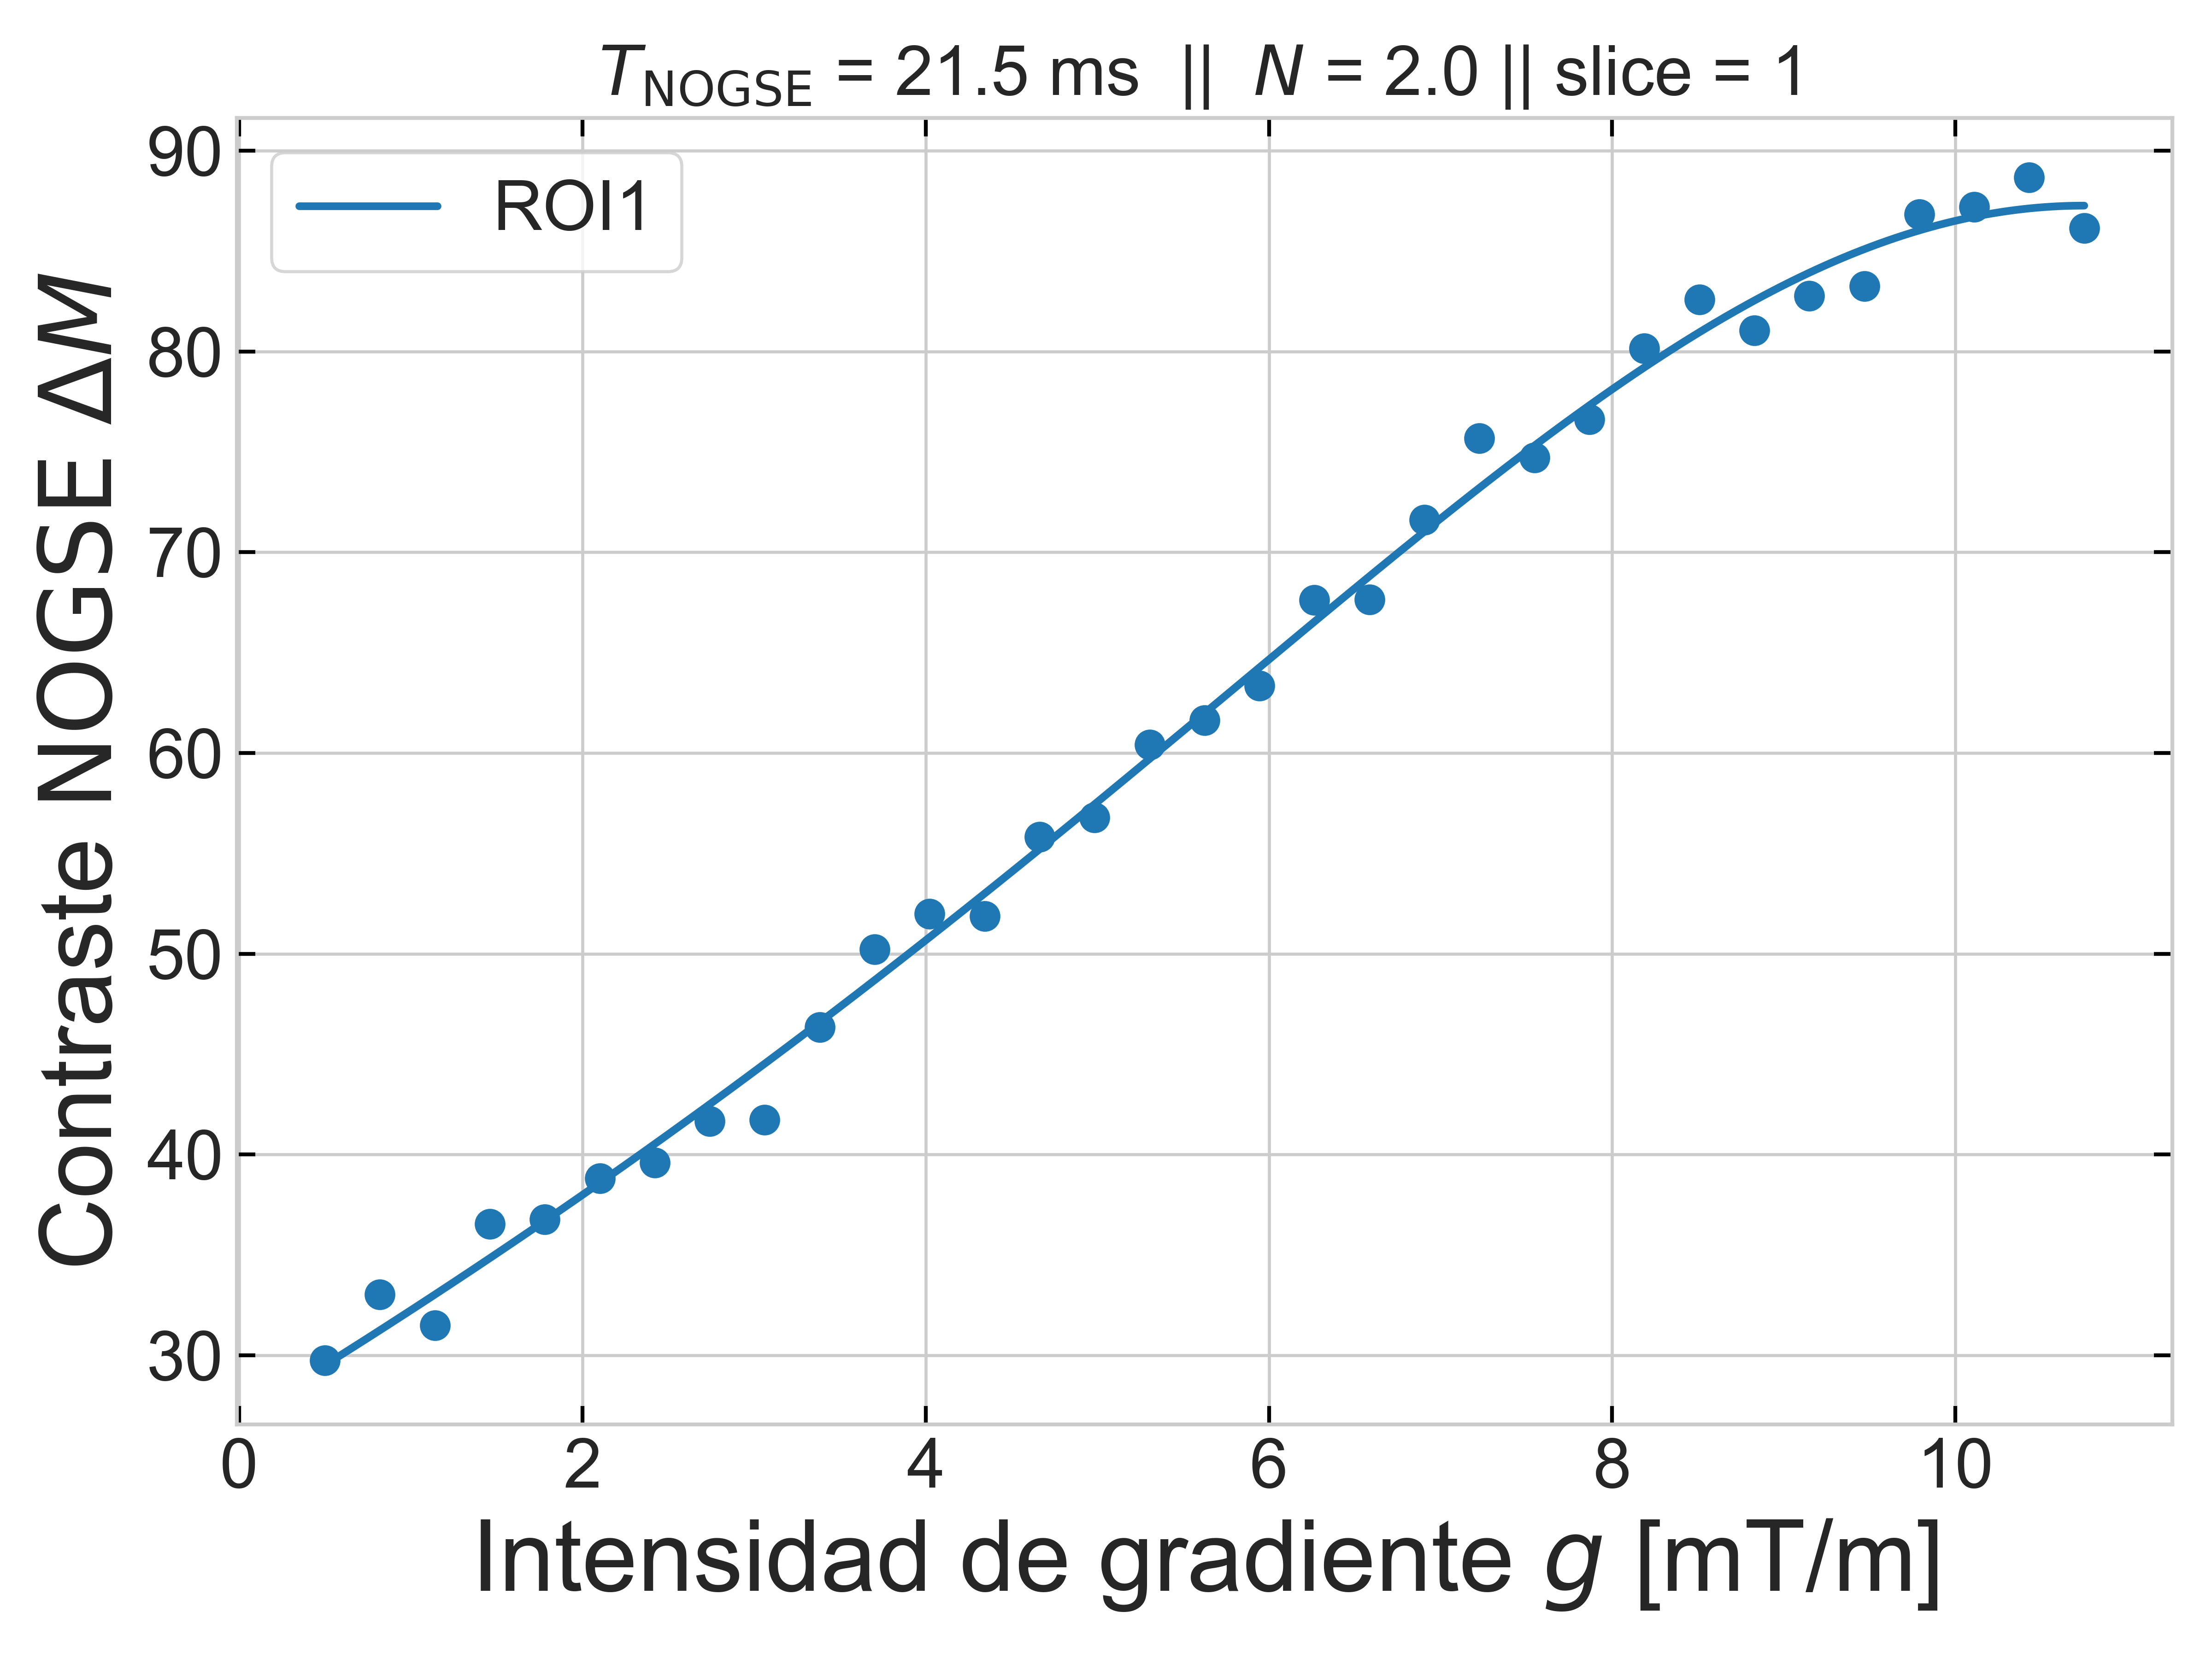 T_NOGSE = 21.5 ms || N = 2.0 || slice = 1
ROI1
Contraste NOGSE ΔM
90
80
70
60
50
40
30
0 2 4 6 8 10
Intensidad de gradiente g [mT/m]